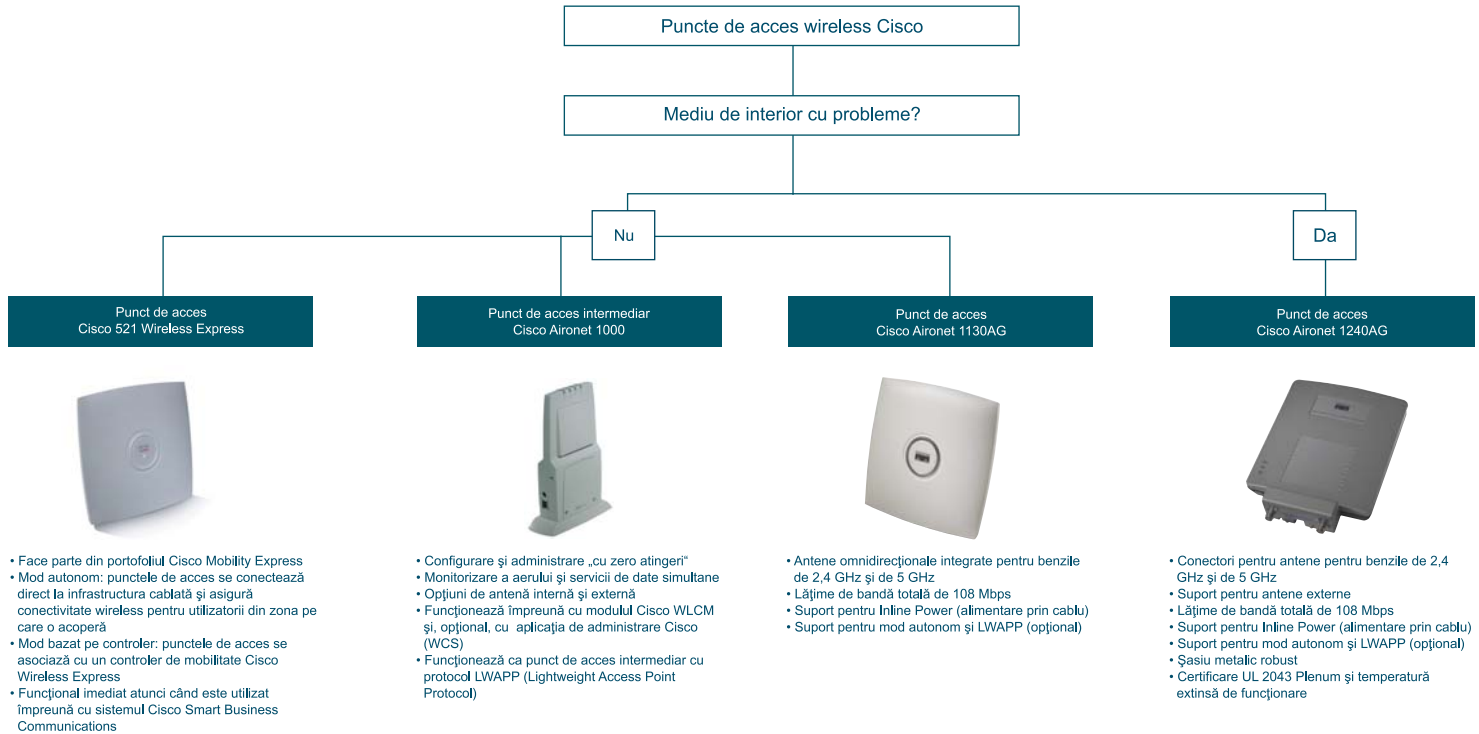 Puncte de acces wireless Cisco
Mediu de interior cu probleme?
Nu
Da
Punct de acces
Cisco 521 Wireless Express
Punct de acces intermediar
Cisco Aironet 1000
Punct de acces
Cisco Aironet 1130AG
Punct de acces
Cisco Aironet 1240AG
• Face parte din portofoliul Cisco Mobility Express
• Mod autonom: punctele de acces se conectează
direct la infrastructura cablată şi asigură
conectivitate wireless pentru utilizatorii din zona pe
care o acoperă
• Mod bazat pe controler: punctele de acces se
asociază cu un controler de mobilitate Cisco
Wireless Express
• Funcţional imediat atunci când este utilizat
împreună cu sistemul Cisco Smart Business
Communications
• Configurare şi administrare „cu zero atingeri“
• Monitorizare a aerului şi servicii de date simultane
• Opţiuni de antenă internă şi externă
• Funcţionează împreună cu modulul Cisco WLCM
şi, opţional, cu aplicaţia de administrare Cisco
(WCS)
• Funcţionează ca punct de acces intermediar cu
protocol LWAPP (Lightweight Access Point
Protocol)
• Antene omnidirecţionale integrate pentru benzile
de 2,4 GHz şi de 5 GHz
• Lăţime de bandă totală de 108 Mbps
• Suport pentru Inline Power (alimentare prin cablu)
• Suport pentru mod autonom şi LWAPP (opţional)
• Conectori pentru antene pentru benzile de 2,4
GHz şi de 5 GHz
• Suport pentru antene externe
• Lăţime de bandă totală de 108 Mbps
• Suport pentru Inline Power (alimentare prin cablu)
• Suport pentru mod autonom şi LWAPP (opţional)
• Şasiu metalic robust
• Certificare UL 2043 Plenum şi temperatură
extinsă de funcţionare